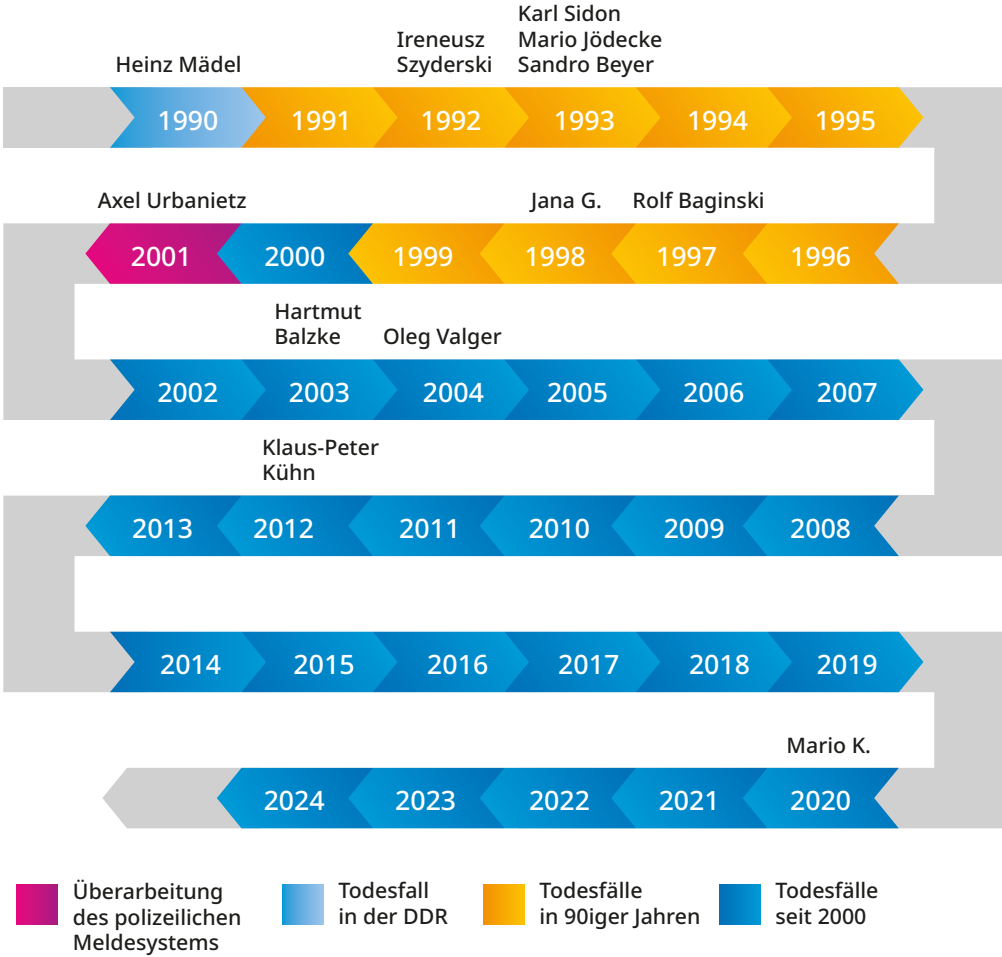 Heinz Mädel
Ireneusz
Szyderski
Karl Sidon
Mario Jödecke
Sandro Beyer
1990 1991 1992 1993 1994 1995
Axel Urbanietz Jana G. Rolf Baginski
2001 2000 1999 1998 1997 1996
Hartmut
Balzke
Oleg Valger
2002 2003 2004 2005 2006 2007
Klaus-Peter
Kühn
2013 2012 2011 2010 2009 2008
2014 2015 2016 2017 2018 2019
Mario K.
2024 2023 2022 2021 2020
Überarbeitung
des polizeilichen
Meldesystems
Todesfall
in der DDR
Todesfälle
in 90iger Jahren
Todesfälle
seit 2000